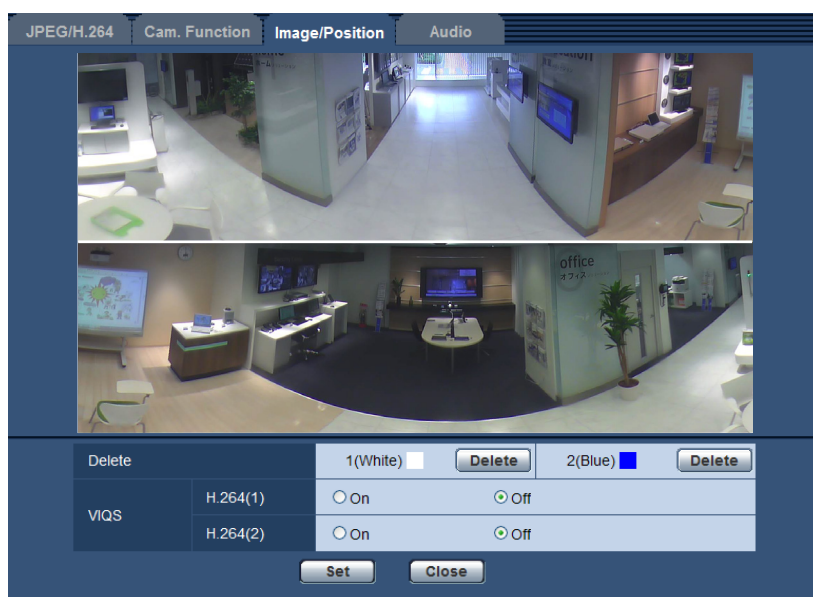 JPEG/H.264 Cam. Function Image/Position Audio
office
オフィス
Delete 1(White) Delete 2(Blue) Delete
VIQS H.264(1) On Off
H.264(2) On Off
Set Close